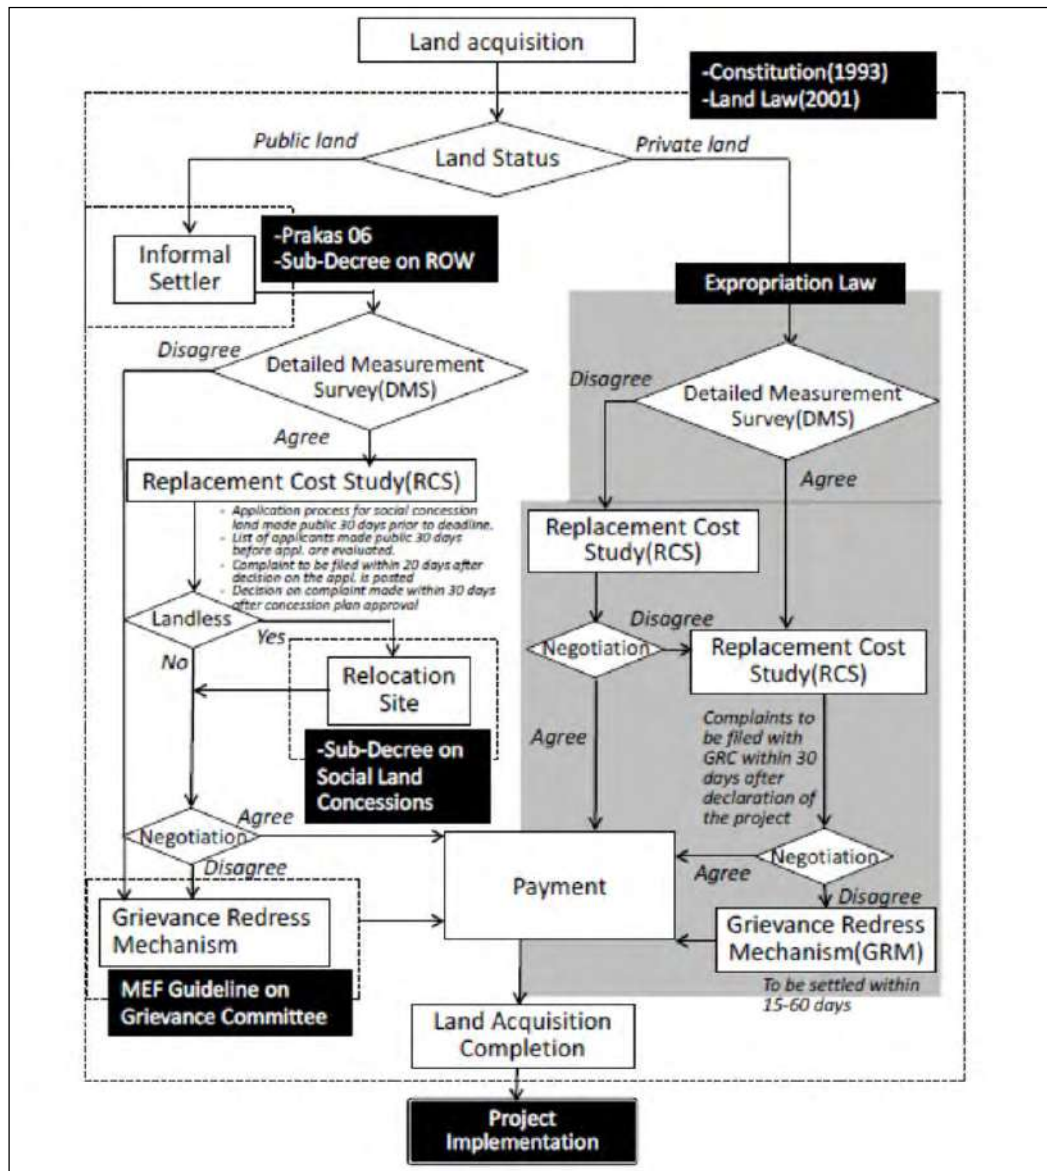 Land acquisition
-Constitution(1993)
-Land Law(2001)
Public land
Land Status
Private land
Informal
Settler
-Prakas 06
-Sub-Decree on ROW
Expropriation Law
Disagree
Detailed Measurement
Survey(DMS)
Agree
Disagree
Detailed Measurement
Survey(DMS)
Agree
Replacement Cost Study(RCS)
- Application process for social concession
land made public 30 days prior to deadline.
- List of applicants made public 30 days
before appl. are evaluated.
- Complaint to be filed within 20 days after
decision on the appl. is posted
- Decision on complaint made within 30 days
after concession plan approval
Replacement Cost
Study(RCS)
Landless
Yes
No
Relocation
Site
-Sub-Decree on
Social Land
Concessions
Negotiation
Disagree
Replacement Cost
Study(RCS)
Agree
Complaints to
be filed with
GRC within 30
days after
declaration of
the project
Negotiation
Agree
Disagree
Payment
Negotiation
Agree
Disagree
Grievance Redress
Mechanism
MEF Guideline on
Grievance Committee
Grievance Redress
Mechanism(GRM)
To be settled within
15-60 days
Land Acquisition
Completion
Project
Implementation